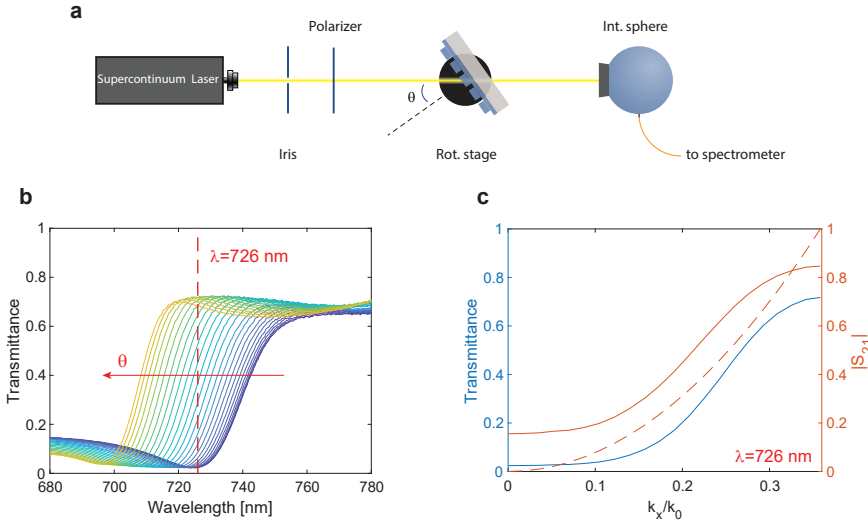 a
Polarizer
Int. sphere
Supercontinuum Laser
θ
to spectrometer
Iris
Rot. stage
b
c
1
0.8
0.6
0.4
0.2
0
Transmittance
λ=726 nm
θ
680
700
720
740
760
780
Wavelength [nm]
1
0.8
0.6
0.4
0.2
0
Transmittance
1
0.8
0.6
0.4
0.2
0
|S21|
λ=726 nm
0
0.1
0.2
0.3
kx/k0